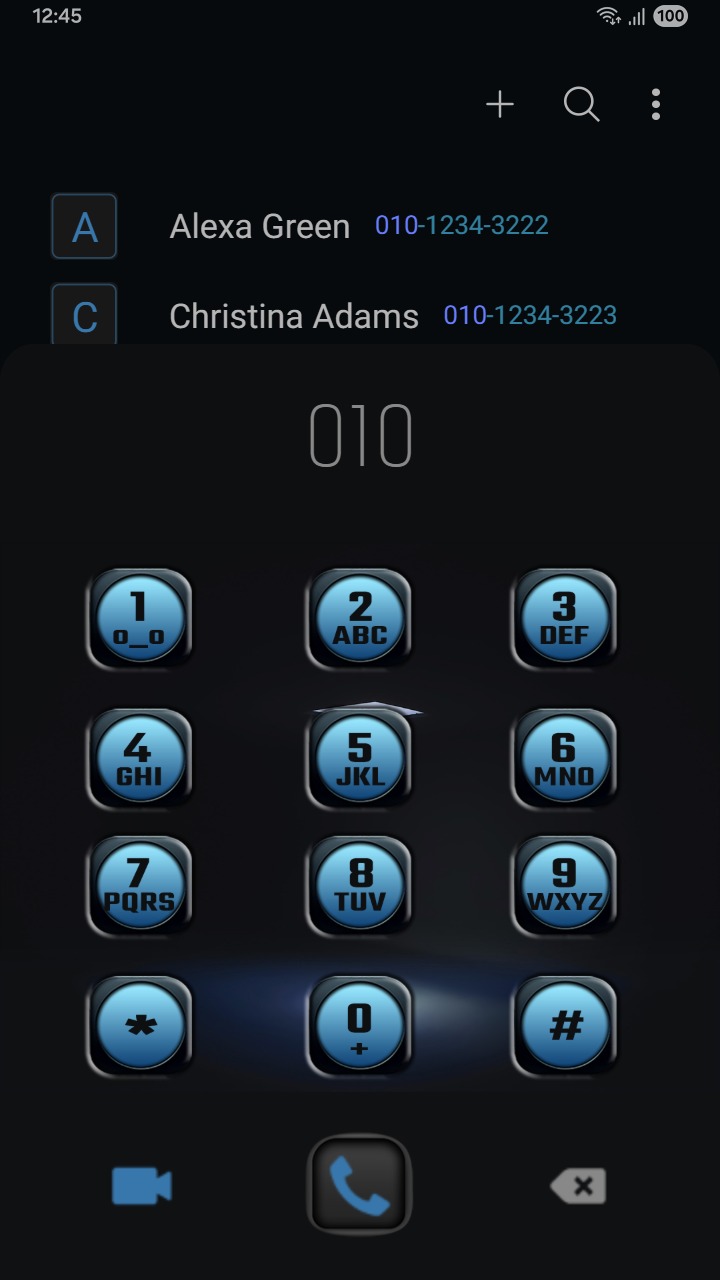 12:45 100
A Alexa Green 010-1234-3222
C Christina Adams 010-1234-3223
010
1 2 3
o_o ABC DEF
4 5 6
GHI JKL MNO
7 8 9
PQRS TUV WXYZ
* 0 #
+